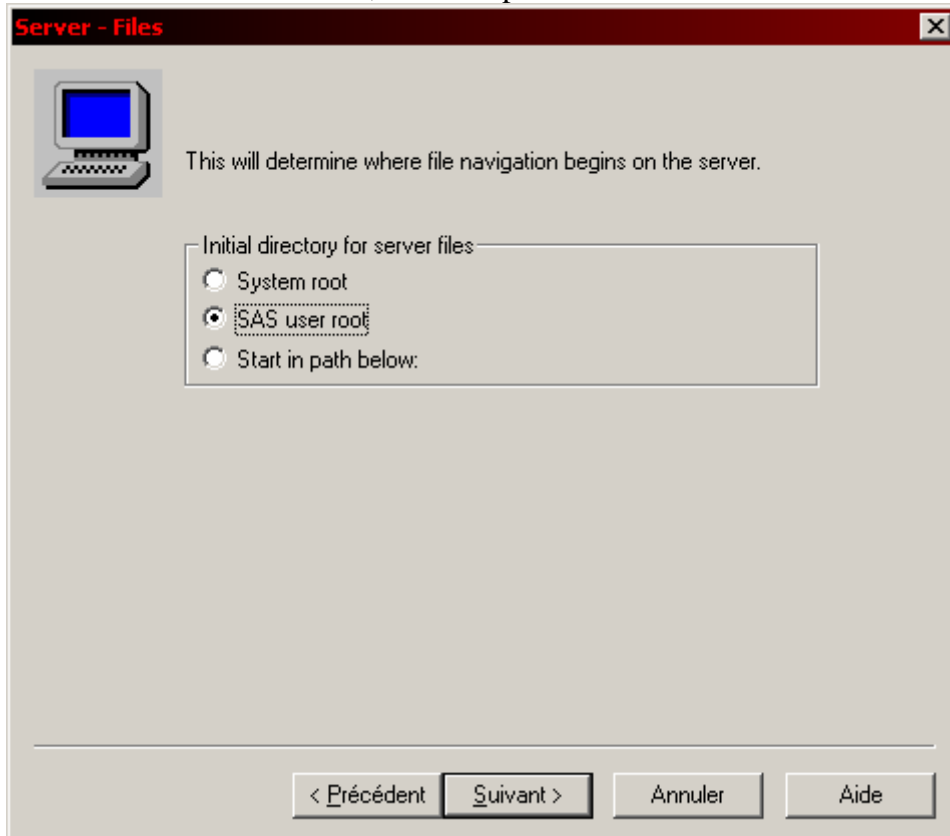 Server - Files
This will determine where file navigation begins on the server.
Initial directory for server files
System root
SAS user root
Start in path below:
< Précédent
Suivant >
Annuler
Aide